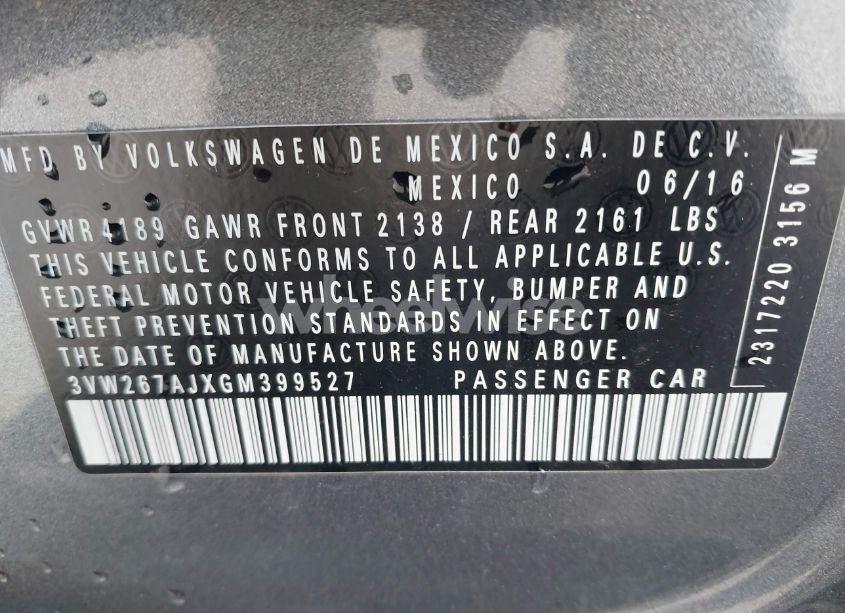 MFD BY VOLKSWAGEN DE MEXICO S.A. DE C.V.
MEXICO 06/16
GVWR 4189 GAWR FRONT 2138 / REAR 2161 LBS
THIS VEHICLE CONFORMS TO ALL APPLICABLE U.S.
FEDERAL MOTOR VEHICLE SAFETY, BUMPER AND
THEFT PREVENTION STANDARDS IN EFFECT ON
THE DATE OF MANUFACTURE SHOWN ABOVE.
3VW267AJXGM399527 PASSENGER CAR
2317220 3156 M
wheelwise